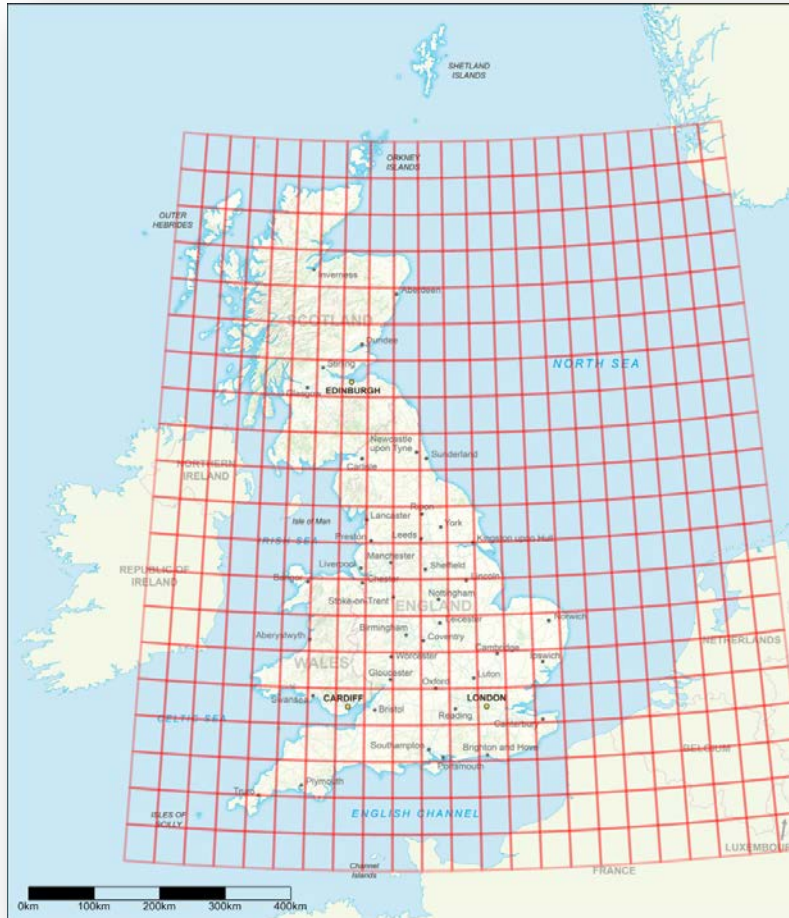 SHETLAND
ISLANDS
ORKNEY
ISLANDS
OUTER
HEBRIDES
Inverness
Aberdeen
SCOTLAND
Dundee
Stirling
NORTH SEA
EDINBURGH
Glasgow
Newcastle
upon Tyne
Sunderland
Carlisle
NORTHERN
IRELAND
Ripon
Lancaster
Isle of Man
York
IRISH SEA
Preston
Leeds
Kingston upon Hull
Manchester
Liverpool
Sheffield
REPUBLIC OF
IRELAND
Bangor
Chester
Lincoln
Stoke-on-Trent
Nottingham
ENGLAND
Norwich
Leicester
Birmingham
Aberystwyth
Coventry
NETHERLANDS
Cambridge
Ipswich
WALES
Worcester
Gloucester
Luton
Oxford
Swansea
CARDIFF
LONDON
Bristol
Reading
CELTIC SEA
Canterbury
Southampton
Brighton and Hove
BELGIUM
Portsmouth
Plymouth
Truro
ISLES OF
SCILLY
ENGLISH CHANNEL
LUXEMBOUR
Channel
Islands
FRANCE
0km 100km 200km 300km 400km